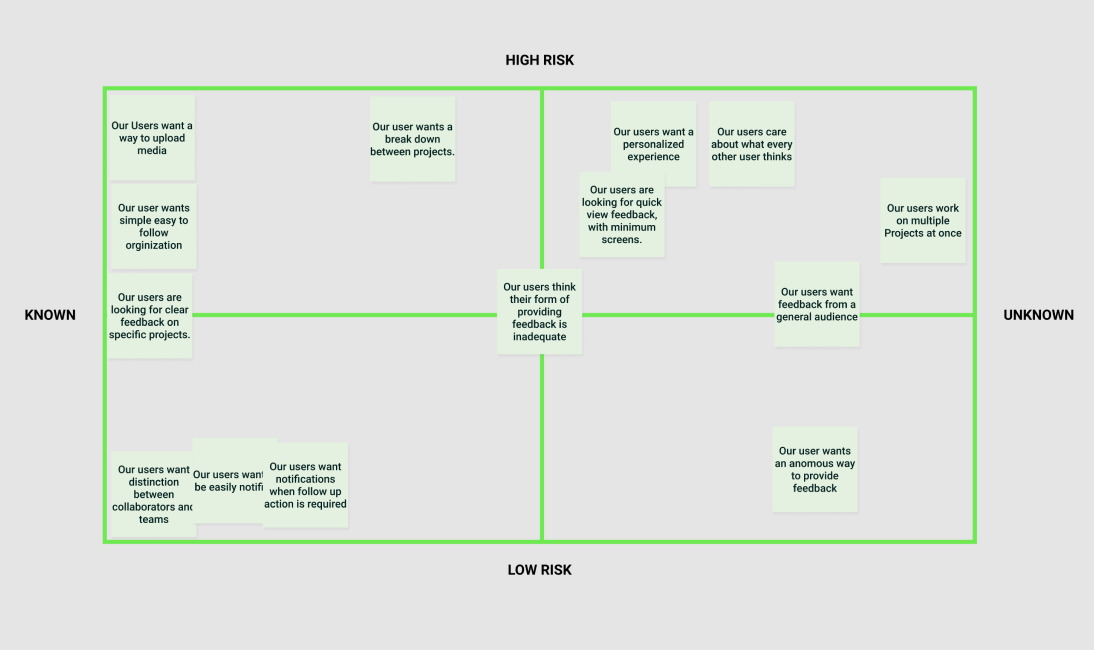 HIGH RISK
Our Users want a
way to upload
media
Our user wants a
break down
between projects.
Our users want a
personalized
experience
Our users care
about what every
other user thinks
Our user wants
simple easy to
follow
orginization
Our users are
looking for quick
view feedback,
with minimum
screens.
Our users work
on multiple
Projects at once
Our users are
looking for clear
feedback on
specific projects.
Our users think
their form of
providing
feedback is
inadequate
Our users want
feedback from a
general audience
KNOWN
UNKNOWN
Our users want
distinction
between
collaborators and
teams
Our users want
be easily notifi
Our users want
notifications
when follow up
action is required
Our user wants
an anomous way
to provide
feedback
LOW RISK